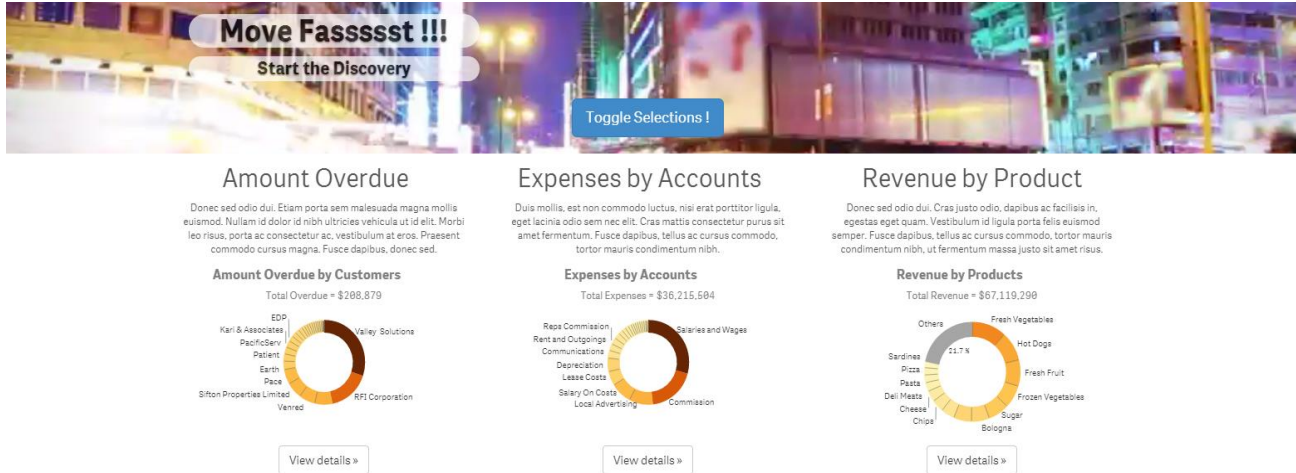 Move Fassssst !!!
Start the Discovery
Toggle Selections !
Amount Overdue
Donec sed odio dui. Etiam porta sem malesuada magna mollis
euismod. Nullam id dolor id nibh ultricies vehicula ut id elit. Morbi
leo risus, porta ac consectetur ac, vestibulum at eros. Praesent
commodo cursus magna. Fusce dapibus, donec sed.
Amount Overdue by Customers
Total Overdue = $208,879
EDP
Kari & Associates
PacificServ
Patient
Earth
Pace
Sifton Properties Limited
Venred
Valley Solutions
RFI Corporation
View details »
Expenses by Accounts
Duis mollis, est non commodo luctus, nisi erat porttitor ligula,
eget lacinia odio sem nec elit. Cras mattis consectetur purus sit
amet fermentum. Fusce dapibus, tellus ac cursus commodo,
tortor mauris condimentum nibh.
Expenses by Accounts
Total Expenses = $36,215,504
Reps Commission
Rent and Outgoings
Communications
Depreciation
Lease Costs
Salary On Costs
Local Advertising
Salaries and Wages
Commission
View details »
Revenue by Product
Donec sed odio dui. Cras justo odio, dapibus ac facilisis in,
egestas eget quam. Vestibulum id ligula porta felis euismod
semper. Fusce dapibus, tellus ac cursus commodo, tortor mauris
condimentum nibh, ut fermentum massa justo sit amet risus.
Revenue by Products
Total Revenue = $67,119,290
Others
21.7 %
Sardines
Pizza
Pasta
Deli Meats
Cheese
Chips
Fresh Vegetables
Hot Dogs
Fresh Fruit
Frozen Vegetables
Sugar
Bologna
View details »